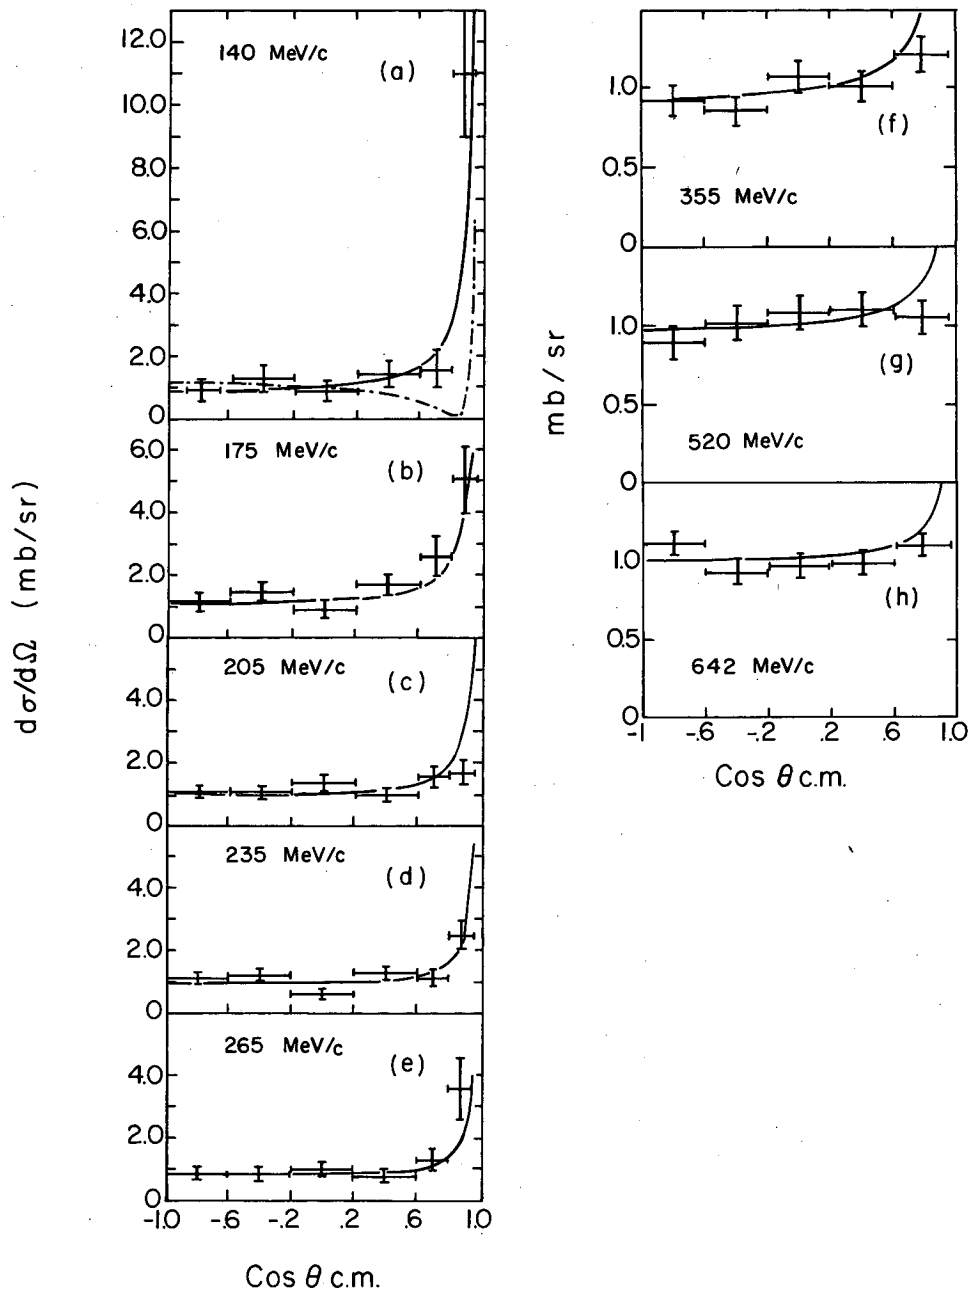 dσ/dΩ (mb/sr)
140 MeV/c
(a)
12.0
10.0
8.0
6.0
4.0
2.0
0
175 MeV/c
(b)
6.0
4.0
2.0
0
205 MeV/c
(c)
4.0
2.0
0
235 MeV/c
(d)
4.0
2.0
0
265 MeV/c
(e)
4.0
2.0
0
-1.0 -.6 -.2 .2 .6 1.0
Cos θ c.m.
mb/sr
1.0
(f)
0.5
355 MeV/c
0
1.0
(g)
0.5
520 MeV/c
0
1.0
(h)
0.5
642 MeV/c
0
-1 -.6 -.2 .2 .6 1.0
Cos θ c.m.